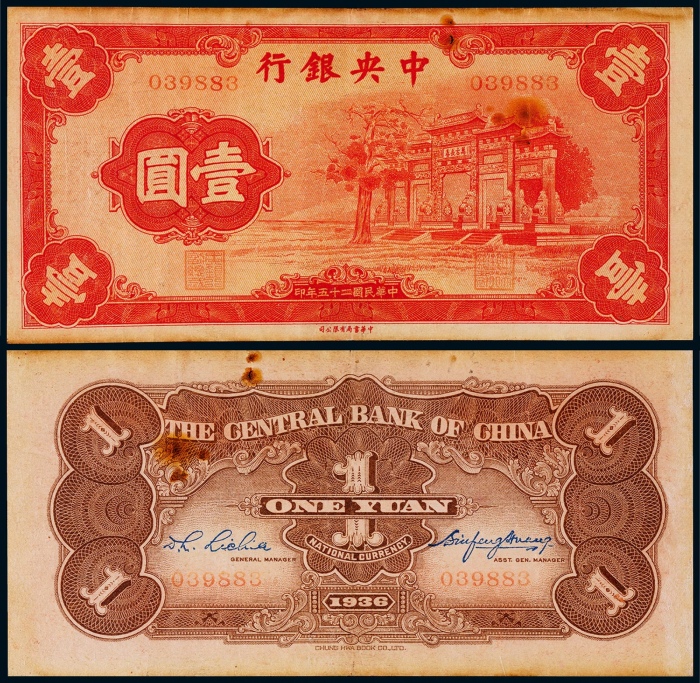 壹 壹
039883 中央銀行 039883
壹圓
中華民國二十五年印
壹 壹
中華書局有限公司
THE CENTRAL BANK OF CHINA
1 1
1
ONE YUAN
NATIONAL CURRENCY
GENERAL MANAGER
ASST. GEN. MANAGER
039883 039883
1 1
1936
CHUNG HWA BOOK CO., LTD.